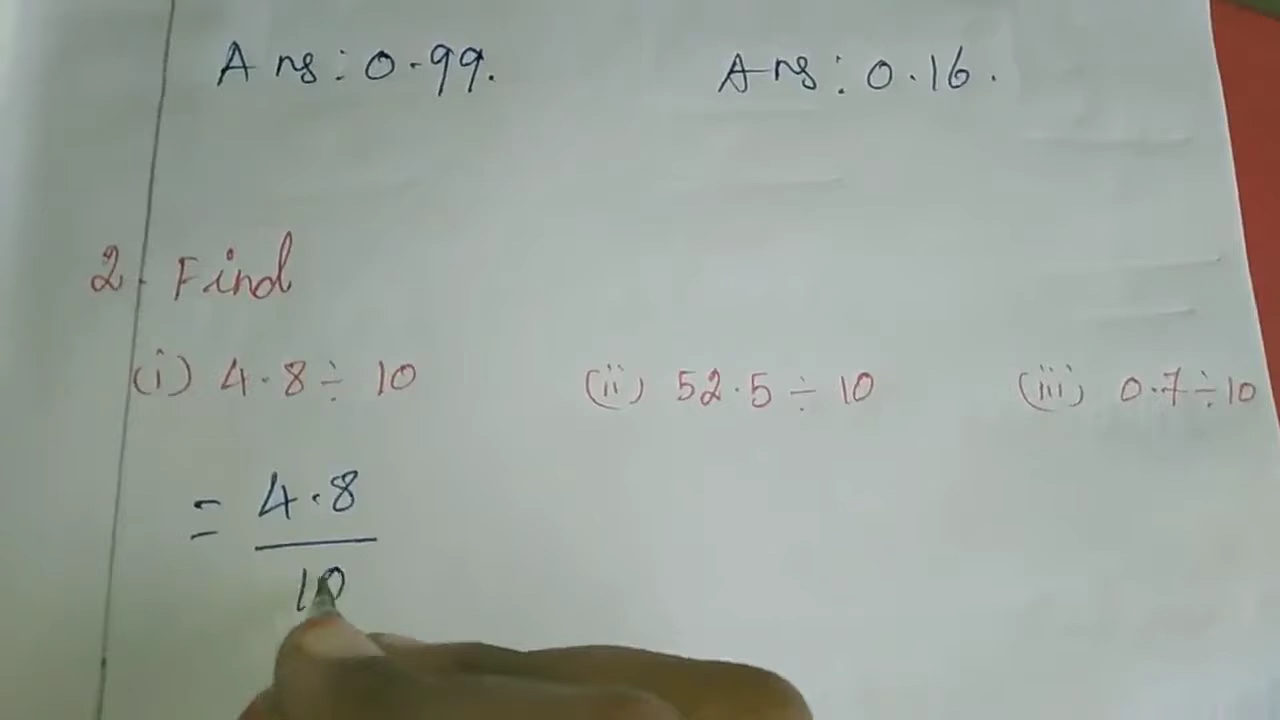 Ans: 0.99. Ans: 0.16.
2. Find
(i) 4.8 ÷ 10 (ii) 52.5 ÷ 10 (iii) 0.7 ÷ 10
= 4.8
10